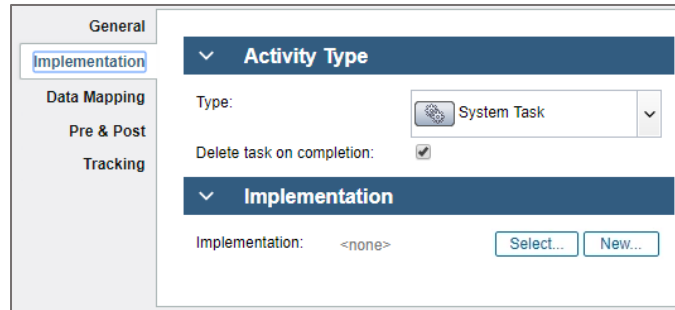 General
Implementation
Data Mapping
Pre & Post
Tracking
Activity Type
Type:
System Task
Delete task on completion:
Implementation
Implementation:
<none>
Select...
New...